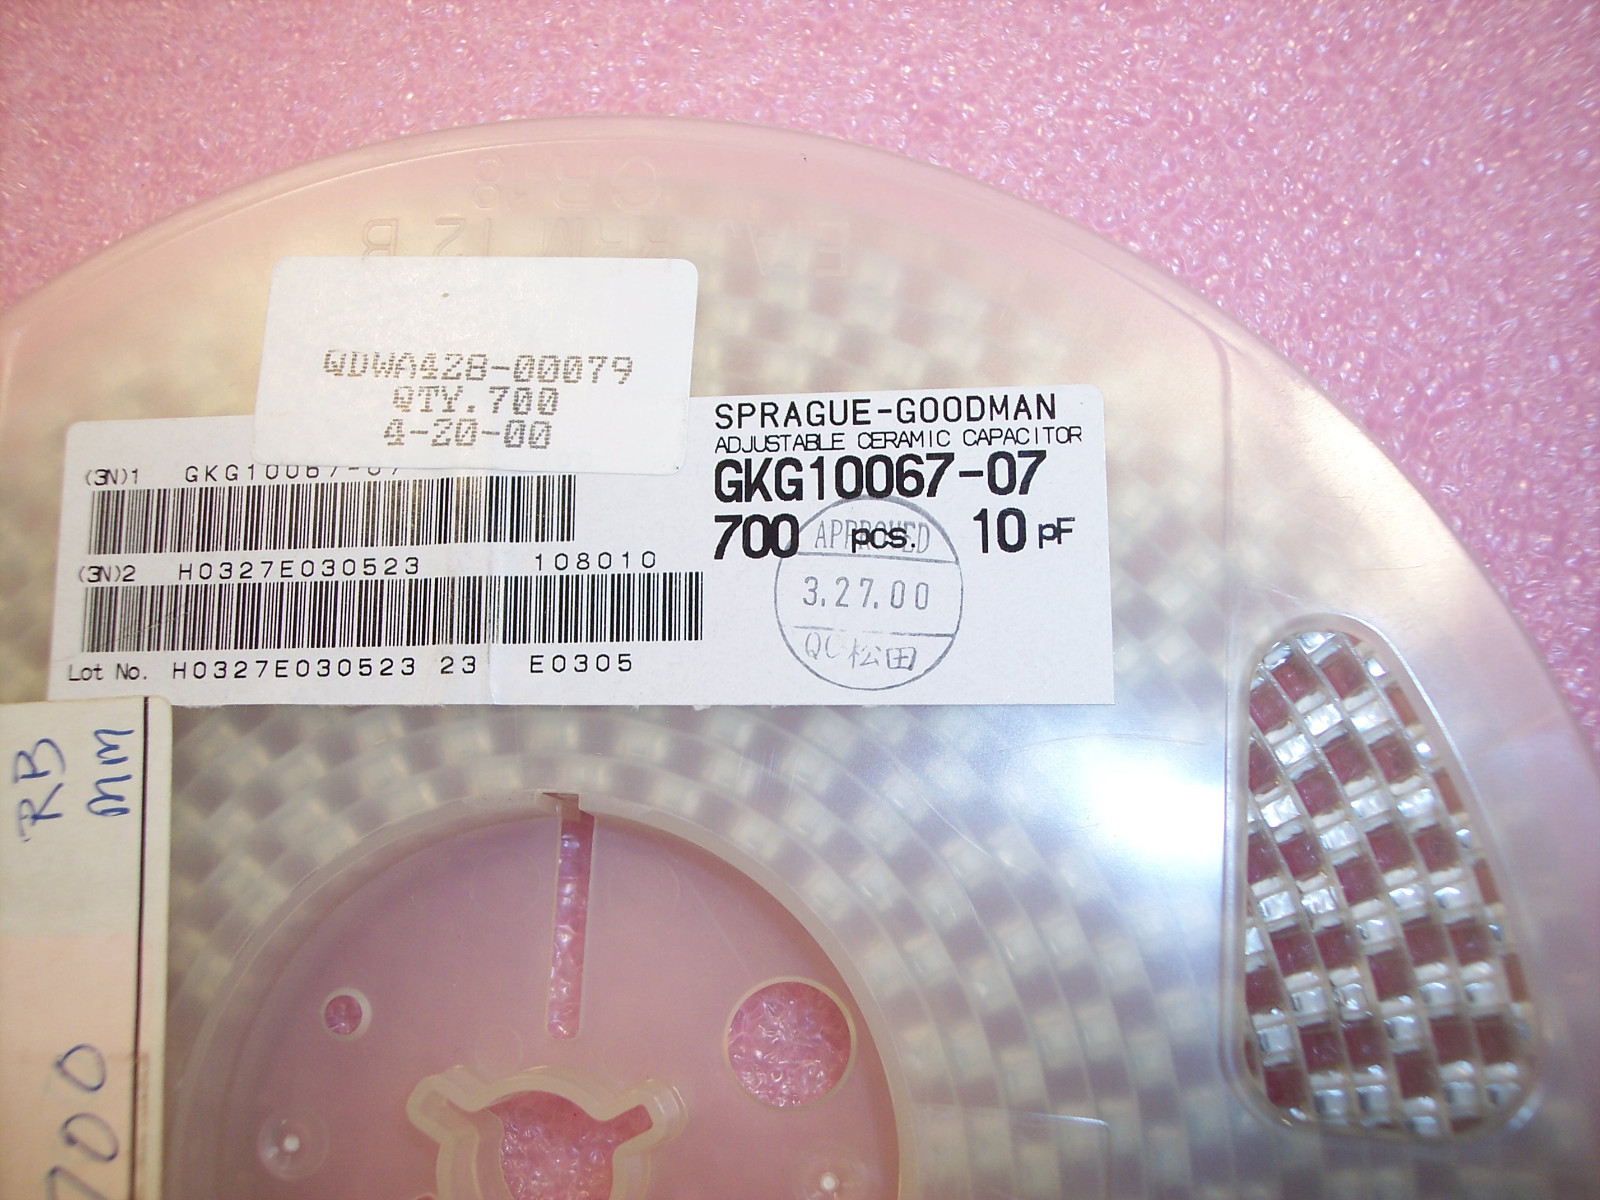 QDWA428-00079
QTY.700
4-20-00
SPRAGUE-GOODMAN
ADJUSTABLE CERAMIC CAPACITOR
GKG10067-07
700 pcs. 10 pF
APPROVED
3.27.00
QC 松田
(3N)1 GKG10067-07
(3N)2 H0327E030523 108010
Lot No. H0327E030523 23 E0305
RB
mm
700